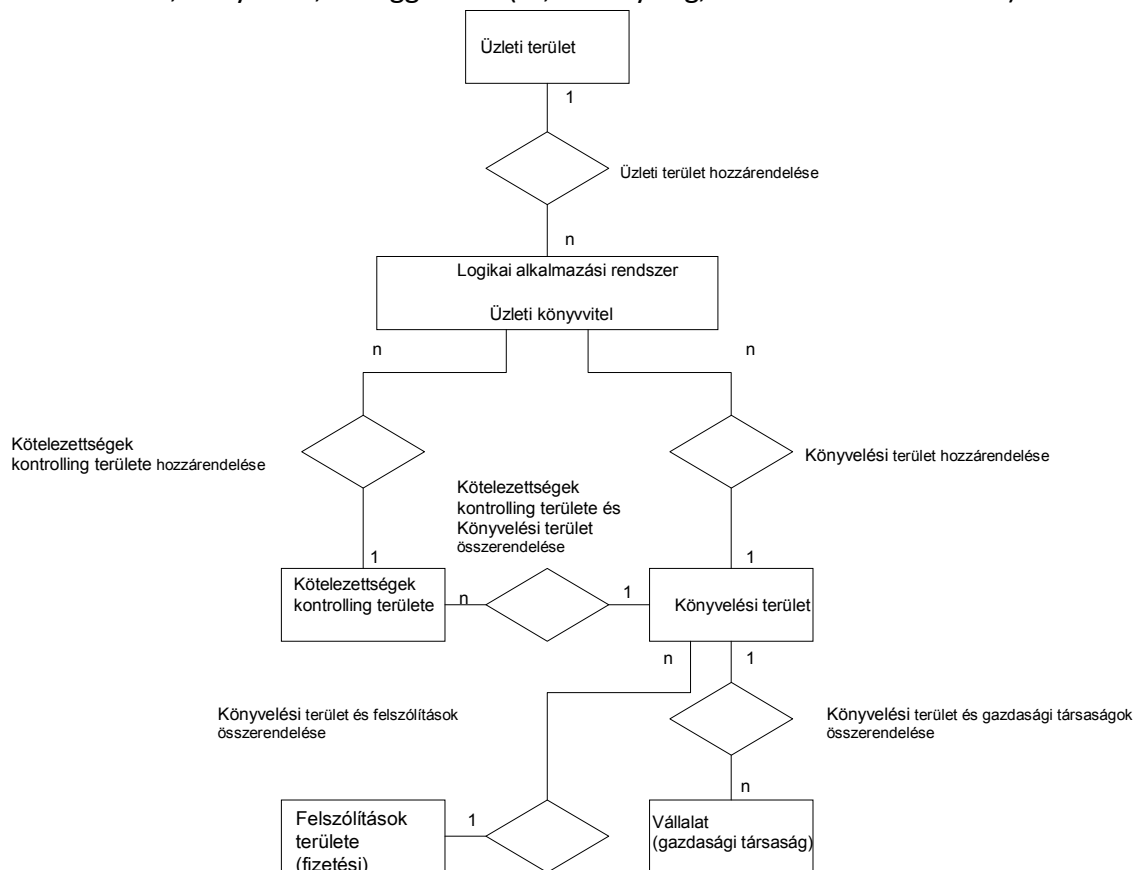 Üzleti terület
1
Üzleti terület hozzárendelése
n
Logikai alkalmazási rendszer
Üzleti könyvvitel
n
n
Kötelezettségek
kontrolling területe hozzárendelése
Könyvelési terület hozzárendelése
Kötelezettségek
kontrolling területe és
Könyvelési terület
összerendelése
1
1
Kötelezettségek
kontrolling területe
n
1
Könyvelési terület
n
1
Könyvelési terület és felszólítások
összerendelése
Könyvelési terület és gazdasági társaságok
összerendelése
n
Felszólítások
területe
(fizetési)
1
Vállalat
(gazdasági társaság)